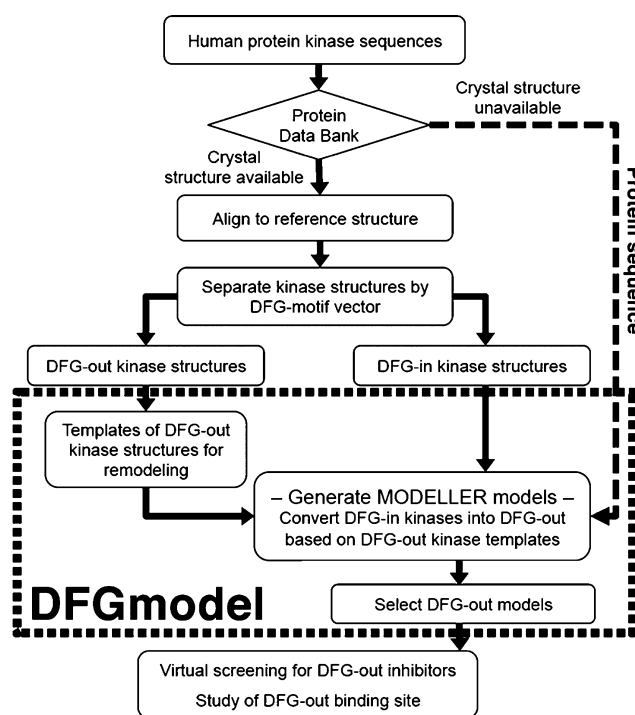 Human protein kinase sequences
Protein
Data Bank
Crystal structure
unavailable
Crystal
structure available
Protein sequence
Align to reference structure
Separate kinase structures by
DFG-motif vector
DFG-out kinase structures
DFG-in kinase structures
Templates of DFG-out
kinase structures for
remodeling
– Generate MODELLER models –
Convert DFG-in kinases into DFG-out
based on DFG-out kinase templates
DFGmodel
Select DFG-out models
Virtual screening for DFG-out inhibitors
Study of DFG-out binding site